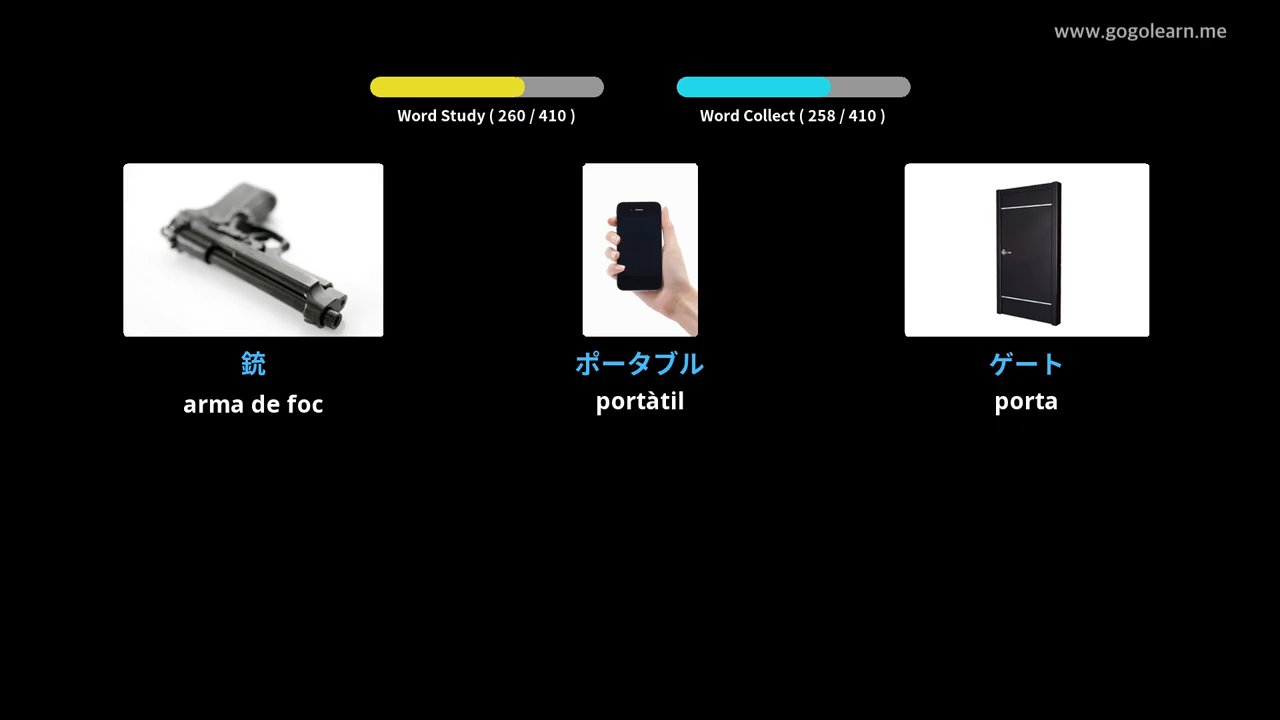 www.gogolearn.me
Word Study ( 260 / 410 )
Word Collect ( 258 / 410 )
銃
ポータブル
ゲート
arma de foc
portàtil
porta